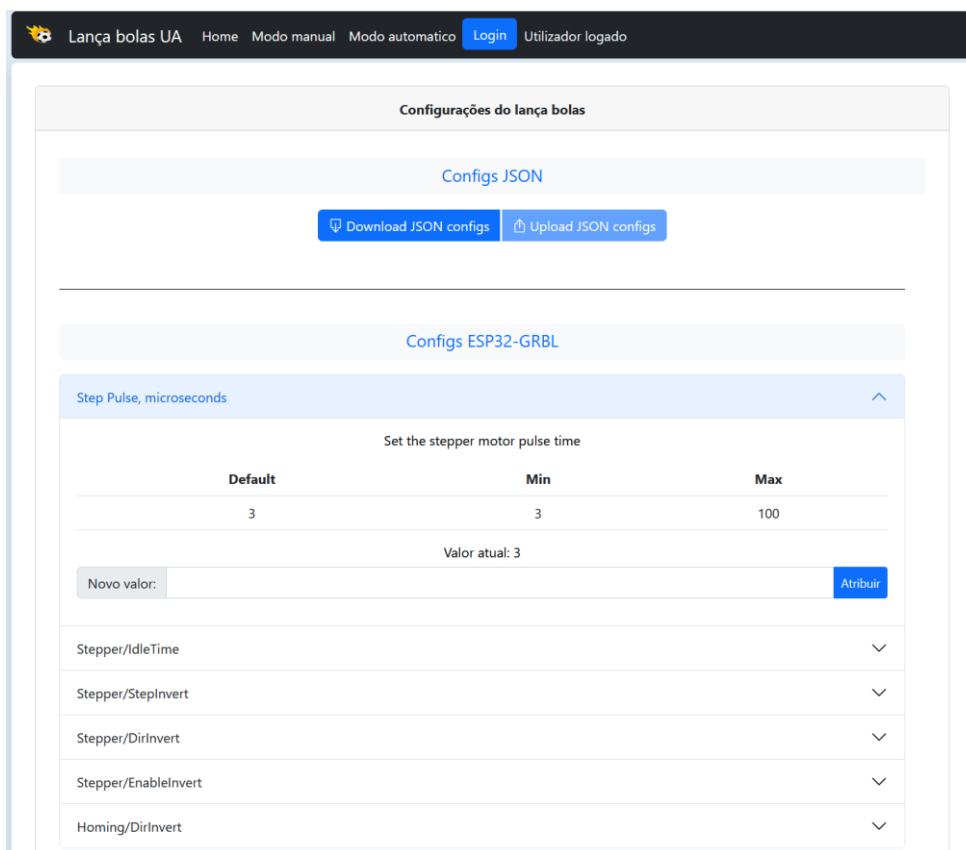 Lança bolas UA Home Modo manual Modo automatico Login Utilizador logado
Configurações do lança bolas
Configs JSON
Download JSON configs Upload JSON configs
Configs ESP32-GRBL
Step Pulse, microseconds
Set the stepper motor pulse time
Default Min Max
3 3 100
Valor atual: 3
Novo valor: Atribuir
Stepper/IdleTime
Stepper/StepInvert
Stepper/DirInvert
Stepper/EnableInvert
Homing/DirInvert